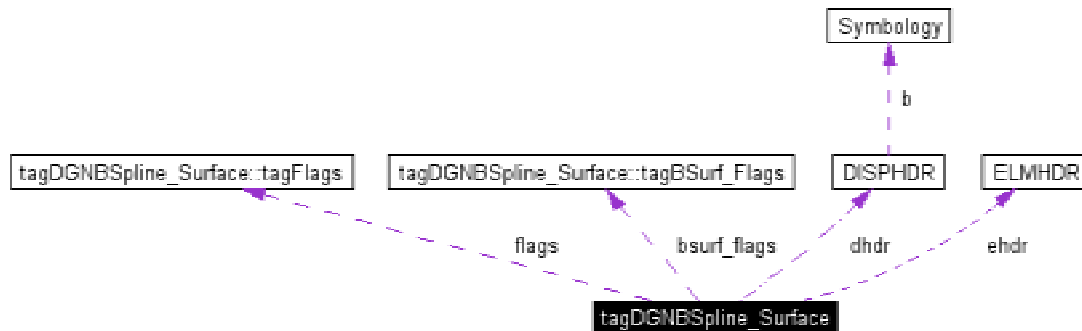 Symbology
b
tagDGNBSpline_Surface::tagFlags
tagDGNBSpline_Surface::tagBSurf_Flags
DISPHDR
ELMHDR
flags
bsurf_flags
dhdr
ehdr
tagDGNBSpline_Surface